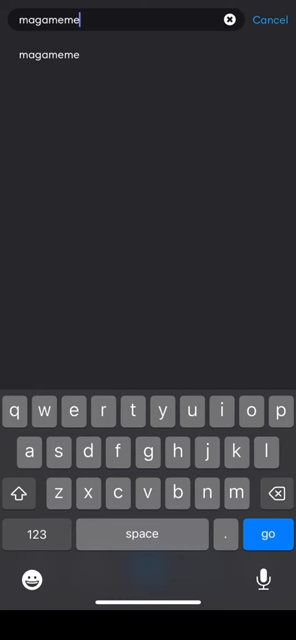 magameme
Cancel
magameme
q w e r t y u i o p
a s d f g h j k l
z x c v b n m
123
space
.
go